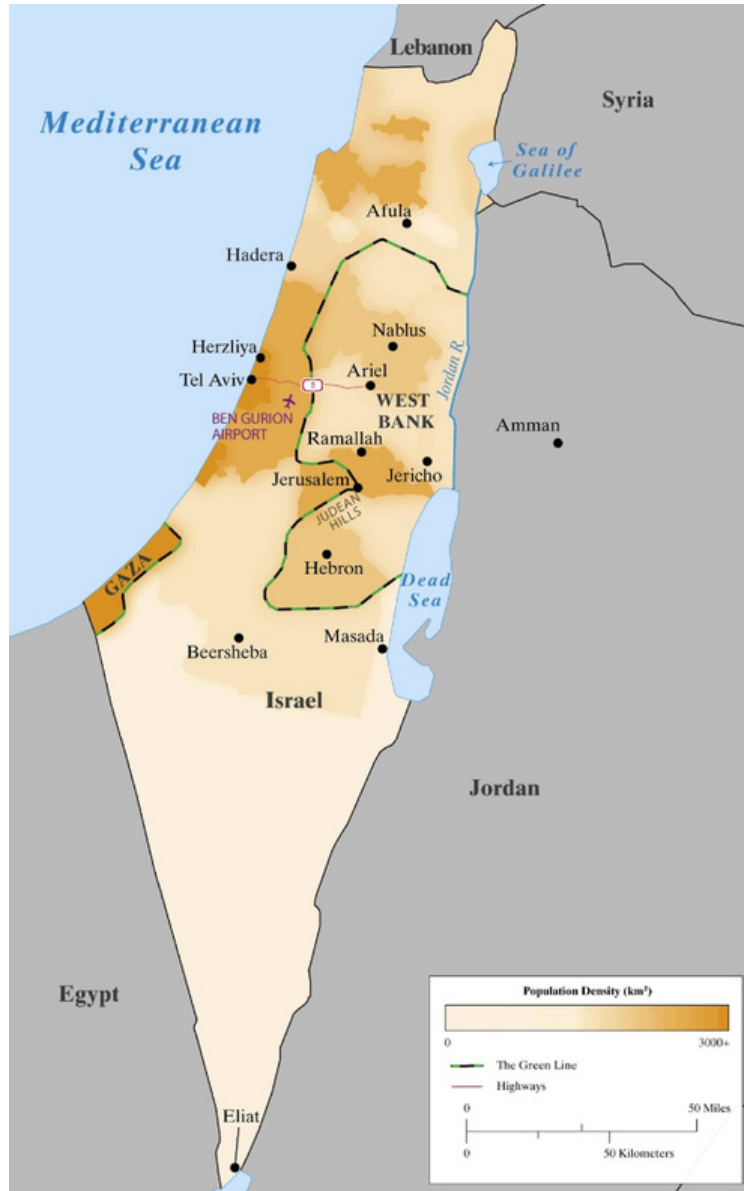 Lebanon
Syria
Mediterranean
Sea
Sea of
Galilee
Afula
Hadera
Nablus
Herzliya
Tel Aviv
5
Ariel
Jordan R.
WEST
BANK
BEN GURION
AIRPORT
Ramallah
Amman
Jerusalem
Jericho
JUDEAN
HILLS
GAZA
Hebron
Dead
Sea
Beersheba
Masada
Israel
Jordan
Egypt
Eliat
Population Density (km²)
0 3000+
The Green Line
Highways
0 50 Miles
0 50 Kilometers